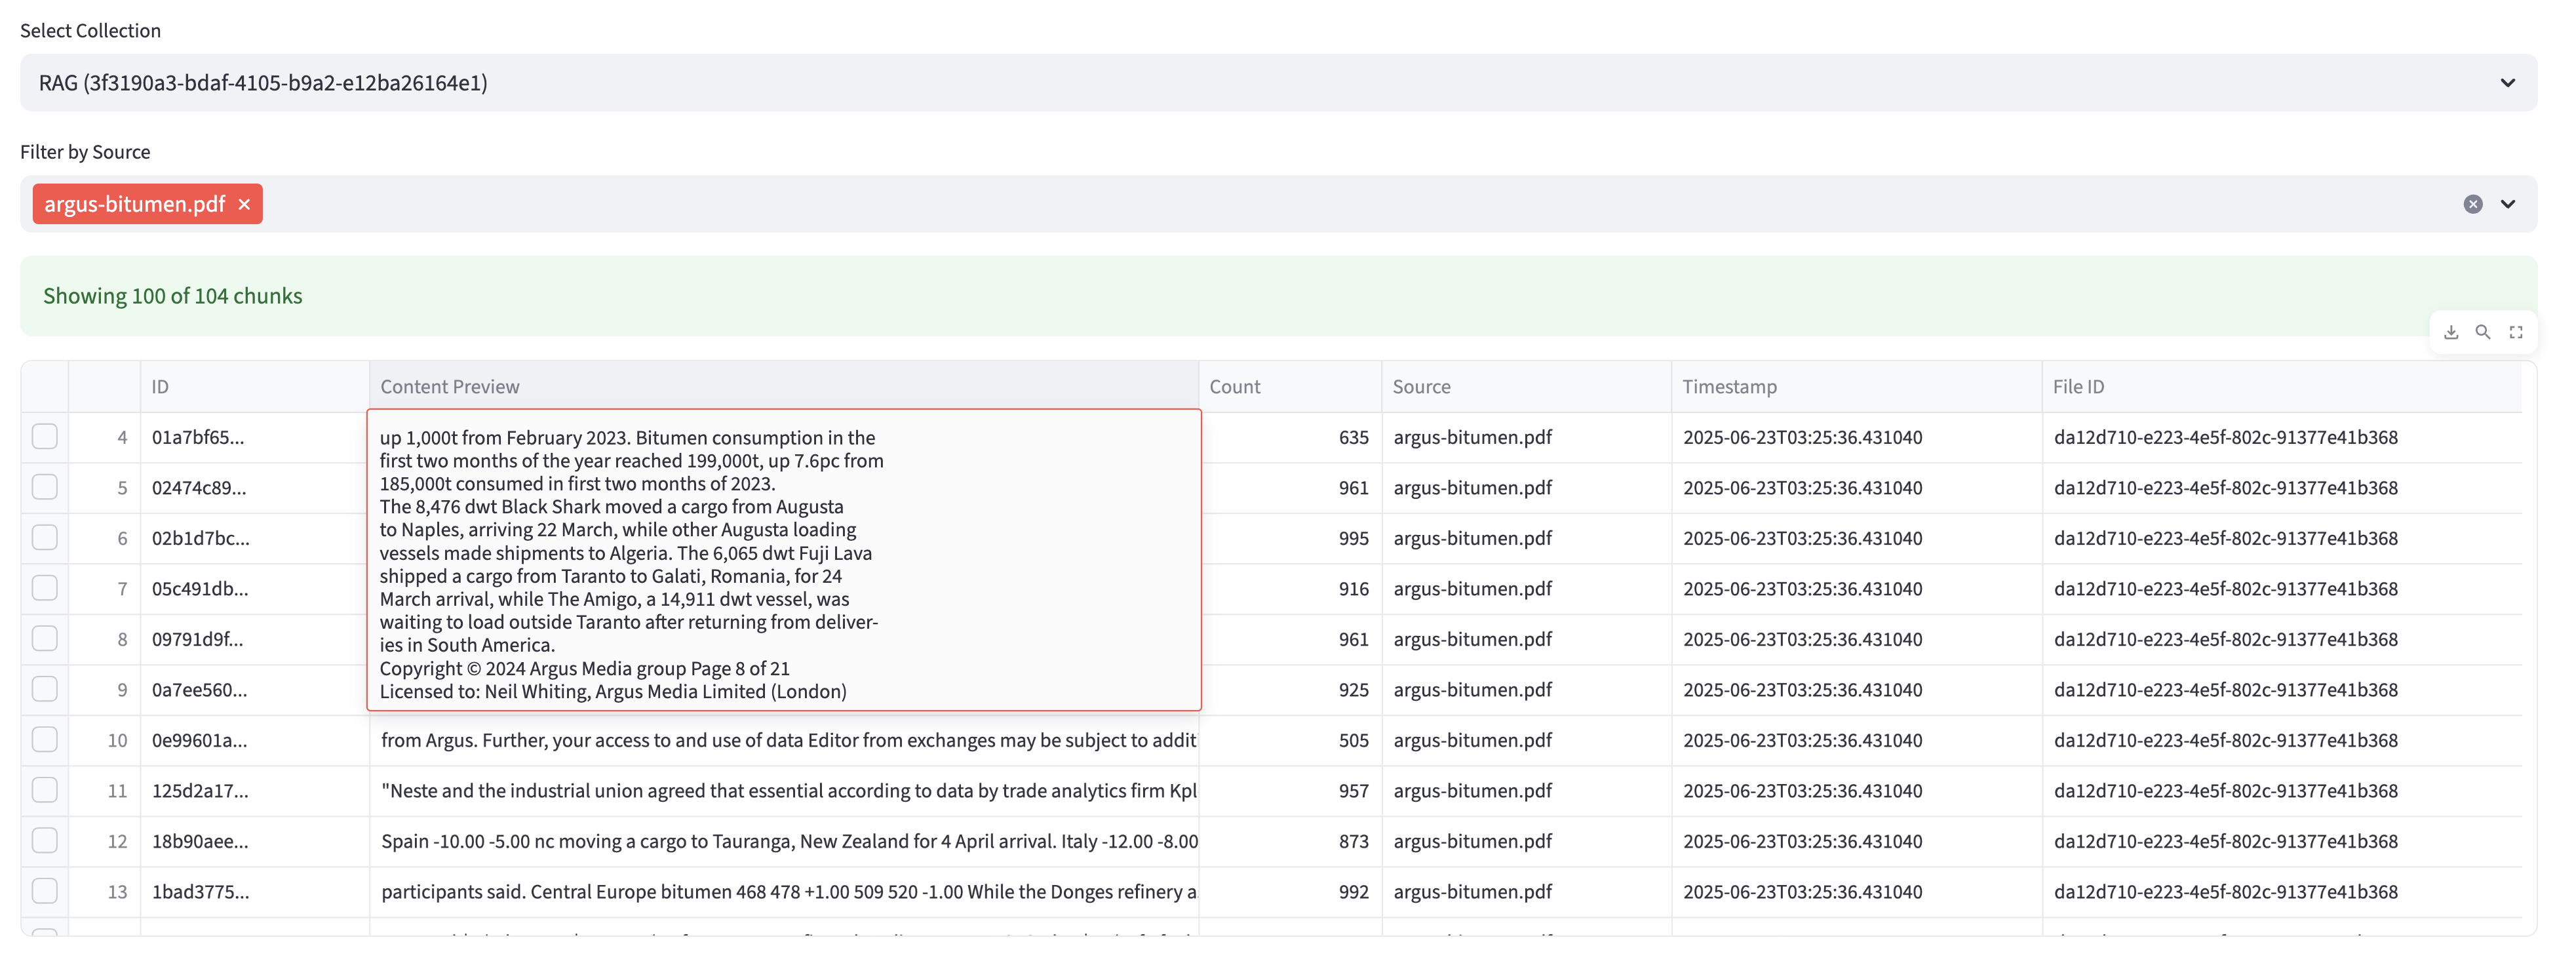 Select Collection
RAG (3f3190a3-bdaf-4105-b9a2-e12ba26164e1)
Filter by Source
argus-bitumen.pdf ×
Showing 100 of 104 chunks
ID Content Preview Count Source Timestamp File ID
4 01a7bf65... 635 argus-bitumen.pdf 2025-06-23T03:25:36.431040 da12d710-e223-4e5f-802c-91377e41b368
up 1,000t from February 2023. Bitumen consumption in the
first two months of the year reached 199,000t, up 7.6pc from
185,000t consumed in first two months of 2023.
The 8,476 dwt Black Shark moved a cargo from Augusta
to Naples, arriving 22 March, while other Augusta loading
vessels made shipments to Algeria. The 6,065 dwt Fuji Lava
shipped a cargo from Taranto to Galati, Romania, for 24
March arrival, while The Amigo, a 14,911 dwt vessel, was
waiting to load outside Taranto after returning from deliver-
ies in South America.
Copyright © 2024 Argus Media group Page 8 of 21
Licensed to: Neil Whiting, Argus Media Limited (London)
5 02474c89... 961 argus-bitumen.pdf 2025-06-23T03:25:36.431040 da12d710-e223-4e5f-802c-91377e41b368
6 02b1d7bc... 995 argus-bitumen.pdf 2025-06-23T03:25:36.431040 da12d710-e223-4e5f-802c-91377e41b368
7 05c491db... 916 argus-bitumen.pdf 2025-06-23T03:25:36.431040 da12d710-e223-4e5f-802c-91377e41b368
8 09791d9f... 961 argus-bitumen.pdf 2025-06-23T03:25:36.431040 da12d710-e223-4e5f-802c-91377e41b368
9 0a7ee560... 925 argus-bitumen.pdf 2025-06-23T03:25:36.431040 da12d710-e223-4e5f-802c-91377e41b368
10 0e99601a... from Argus. Further, your access to and use of data Editor from exchanges may be subject to addit 505 argus-bitumen.pdf 2025-06-23T03:25:36.431040 da12d710-e223-4e5f-802c-91377e41b368
11 125d2a17... "Neste and the industrial union agreed that essential according to data by trade analytics firm Kpl 957 argus-bitumen.pdf 2025-06-23T03:25:36.431040 da12d710-e223-4e5f-802c-91377e41b368
12 18b90aee... Spain -10.00 -5.00 nc moving a cargo to Tauranga, New Zealand for 4 April arrival. Italy -12.00 -8.00 873 argus-bitumen.pdf 2025-06-23T03:25:36.431040 da12d710-e223-4e5f-802c-91377e41b368
13 1bad3775... participants said. Central Europe bitumen 468 478 +1.00 509 520 -1.00 While the Donges refinery a 992 argus-bitumen.pdf 2025-06-23T03:25:36.431040 da12d710-e223-4e5f-802c-91377e41b368